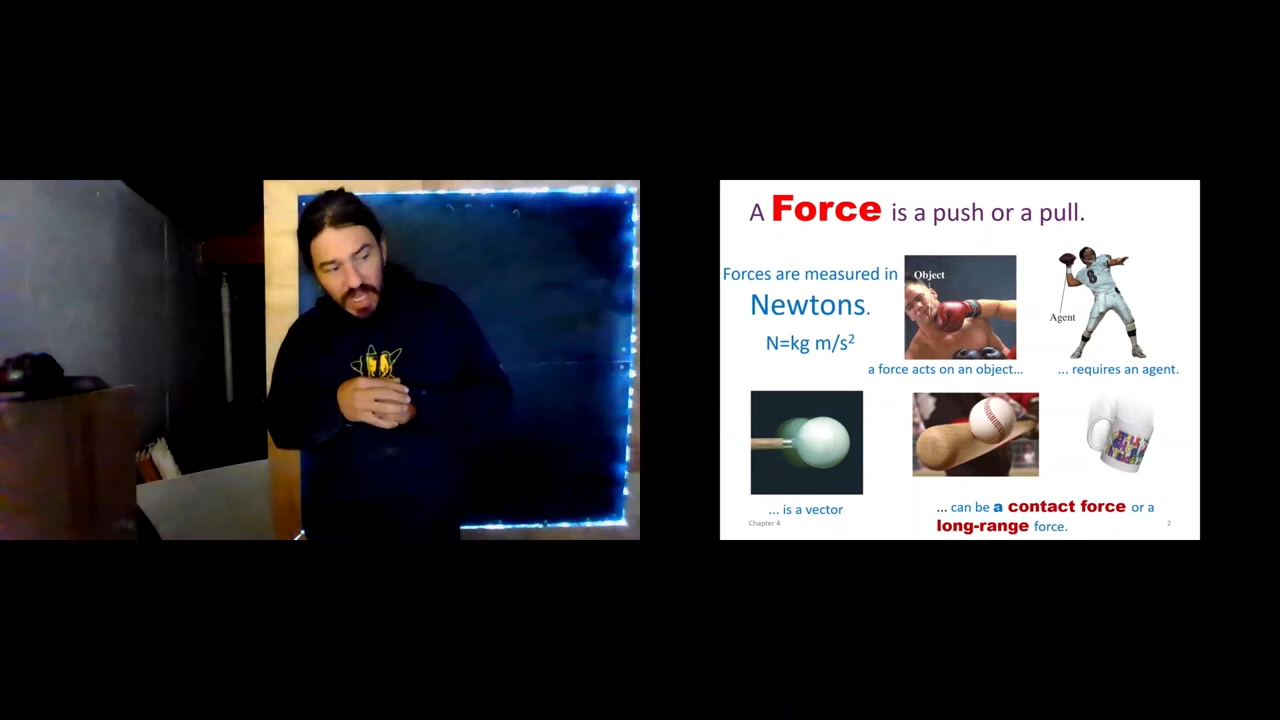 A Force is a push or a pull.
Forces are measured in
Newtons.
N=kg m/s²
Object
a force acts on an object...
Agent
8
... requires an agent.
... is a vector
... can be a contact force or a
long-range force.
Chapter 4
2